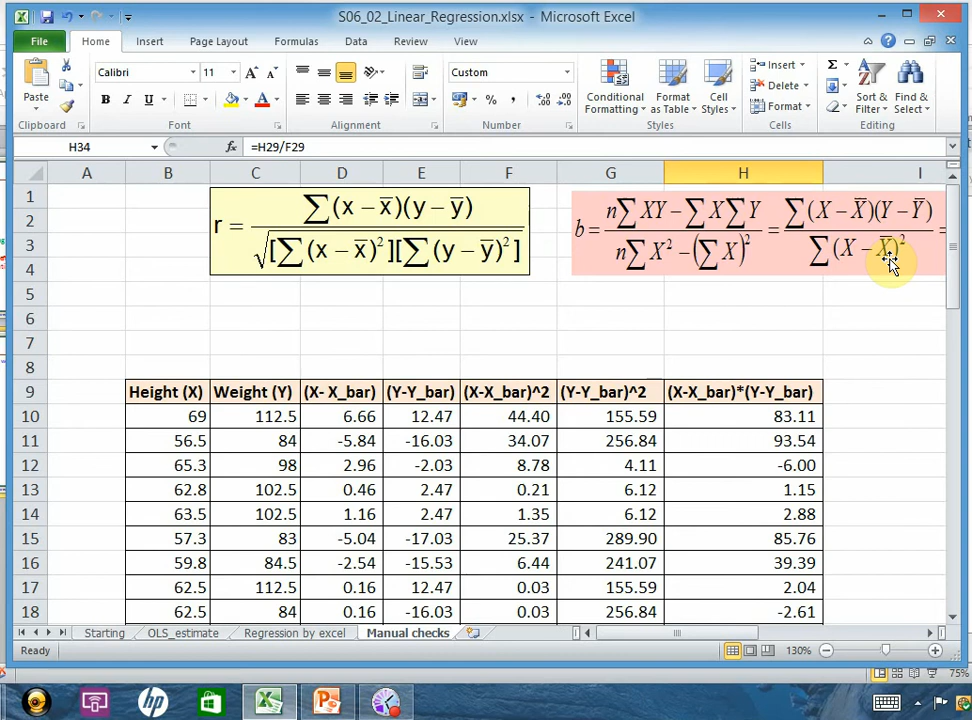 S06_02_Linear_Regression.xlsx - Microsoft Excel
File Home Insert Page Layout Formulas Data Review View
Calibri 11 A A Custom Insert Σ
Paste B I U A % , Delete
Conditional Formatting Format as Table Cell Styles Format Sort & Filter Find & Select
Clipboard Font Alignment Number Styles Cells Editing
H34 fx =H29/F29
A B C D E F G H I
1
2
3
4
r = ∑(x − x̅)(y − y̅) / √[∑(x − x̅)²][∑(y − y̅)²]
b = n∑XY − ∑X∑Y / n∑X² − (∑X)² = ∑(X − X̅)(Y − Y̅) / ∑(X − X̅)² =
5
6
7
8
9 Height (X) Weight (Y) (X- X_bar) (Y-Y_bar) (X-X_bar)^2 (Y-Y_bar)^2 (X-X_bar)*(Y-Y_bar)
10 69 112.5 6.66 12.47 44.40 155.59 83.11
11 56.5 84 -5.84 -16.03 34.07 256.84 93.54
12 65.3 98 2.96 -2.03 8.78 4.11 -6.00
13 62.8 102.5 0.46 2.47 0.21 6.12 1.15
14 63.5 102.5 1.16 2.47 1.35 6.12 2.88
15 57.3 83 -5.04 -17.03 25.37 289.90 85.76
16 59.8 84.5 -2.54 -15.53 6.44 241.07 39.39
17 62.5 112.5 0.16 12.47 0.03 155.59 2.04
18 62.5 84 0.16 -16.03 0.03 256.84 -2.61
Starting OLS_estimate Regression by excel Manual checks
Ready 130%
75%
hp